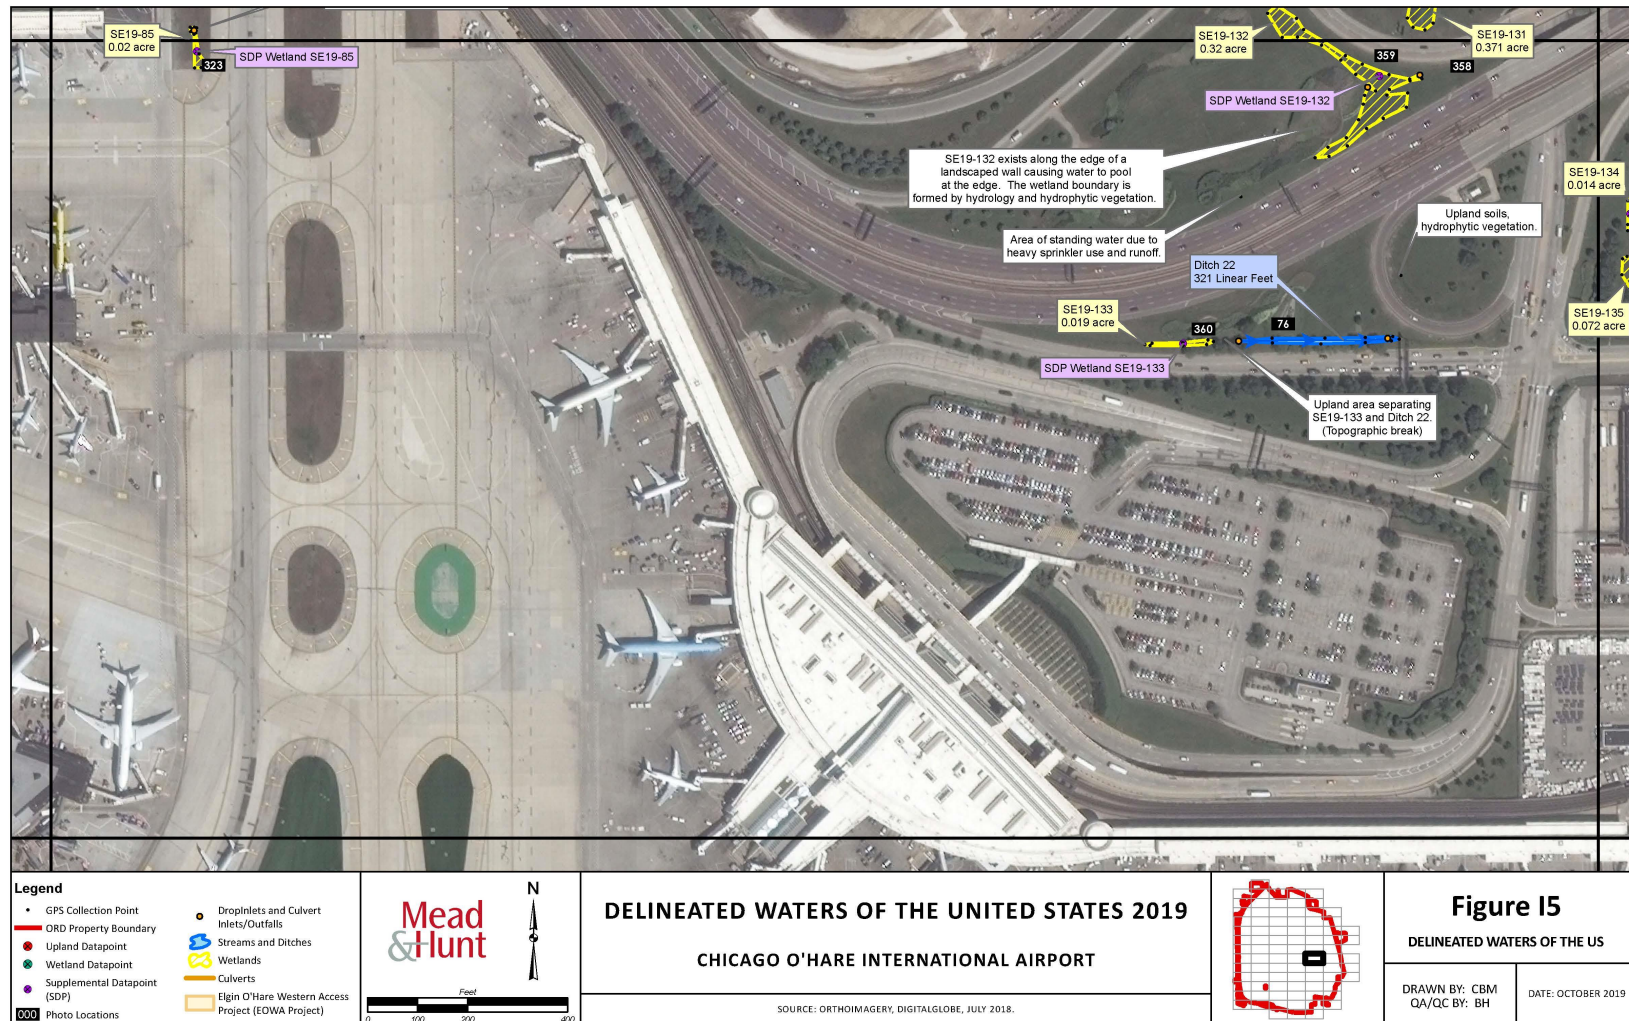 SE19-85
0.02 acre
SDP Wetland SE19-85
323
SE19-132
0.32 acre
SE19-131
0.371 acre
359
358
SDP Wetland SE19-132
SE19-132 exists along the edge of a
landscaped wall causing water to pool
at the edge. The wetland boundary is
formed by hydrology and hydrophytic vegetation.
SE19-134
0.014 acre
Upland soils,
hydrophytic vegetation.
Area of standing water due to
heavy sprinkler use and runoff.
Ditch 22
321 Linear Feet
SE19-133
0.019 acre
360
76
SE19-135
0.072 acre
SDP Wetland SE19-133
Upland area separating
SE19-133 and Ditch 22.
(Topographic break)
Legend
GPS Collection Point
ORD Property Boundary
Upland Datapoint
Wetland Datapoint
Supplemental Datapoint
(SDP)
000 Photo Locations
DropInlets and Culvert
Inlets/Outfalls
Streams and Ditches
Wetlands
Culverts
Elgin O'Hare Western Access
Project (EOWA Project)
Mead
&Hunt
N
Feet
0 100 200 400
DELINEATED WATERS OF THE UNITED STATES 2019
CHICAGO O'HARE INTERNATIONAL AIRPORT
SOURCE: ORTHOIMAGERY, DIGITALGLOBE, JULY 2018.
Figure I5
DELINEATED WATERS OF THE US
DRAWN BY: CBM
QA/QC BY: BH
DATE: OCTOBER 2019